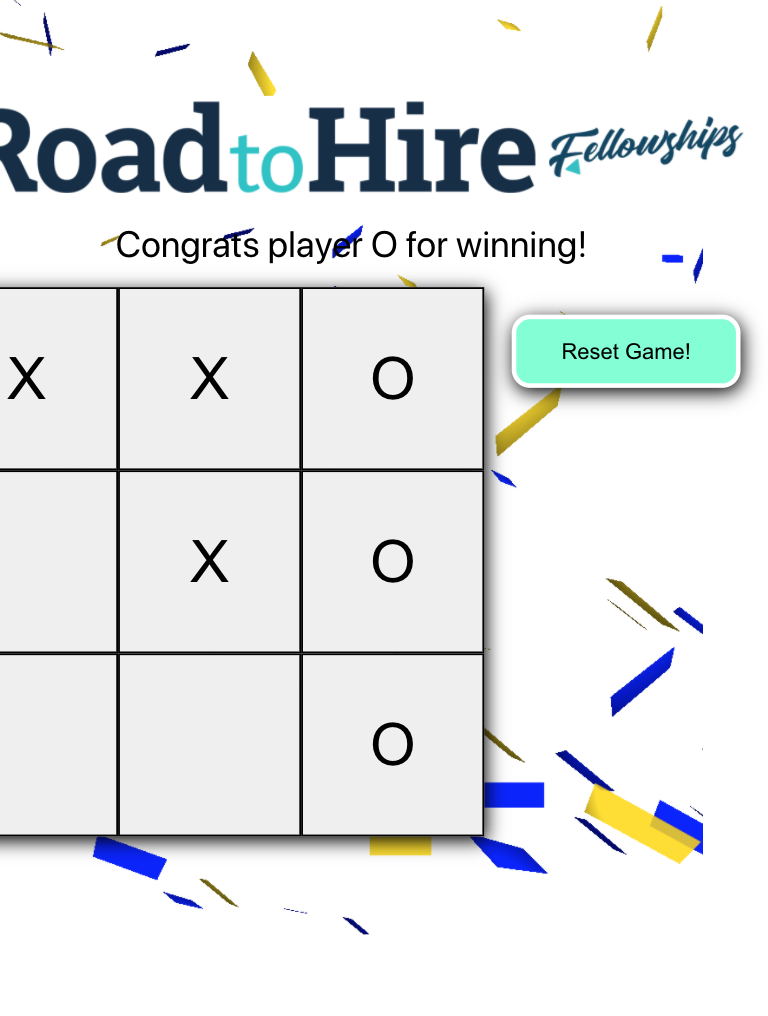 Road to Hire Fellowships
Congrats player O for winning!
X X O
Reset Game!
X O
O